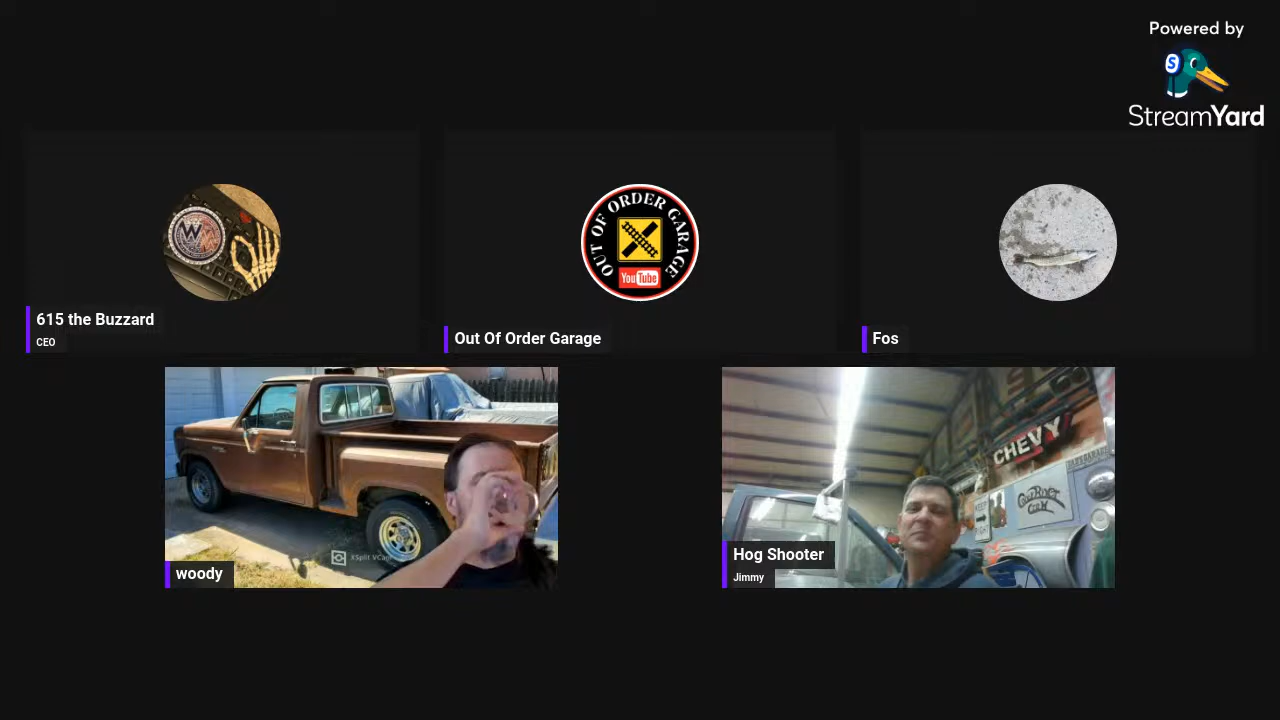 Powered by
S
StreamYard
W
OUT OF ORDER GARAGE
YouTube
615 the Buzzard
CEO
Out Of Order Garage
Fos
CHEVY
KEEP
XSplit VCam
woody
Hog Shooter
Jimmy